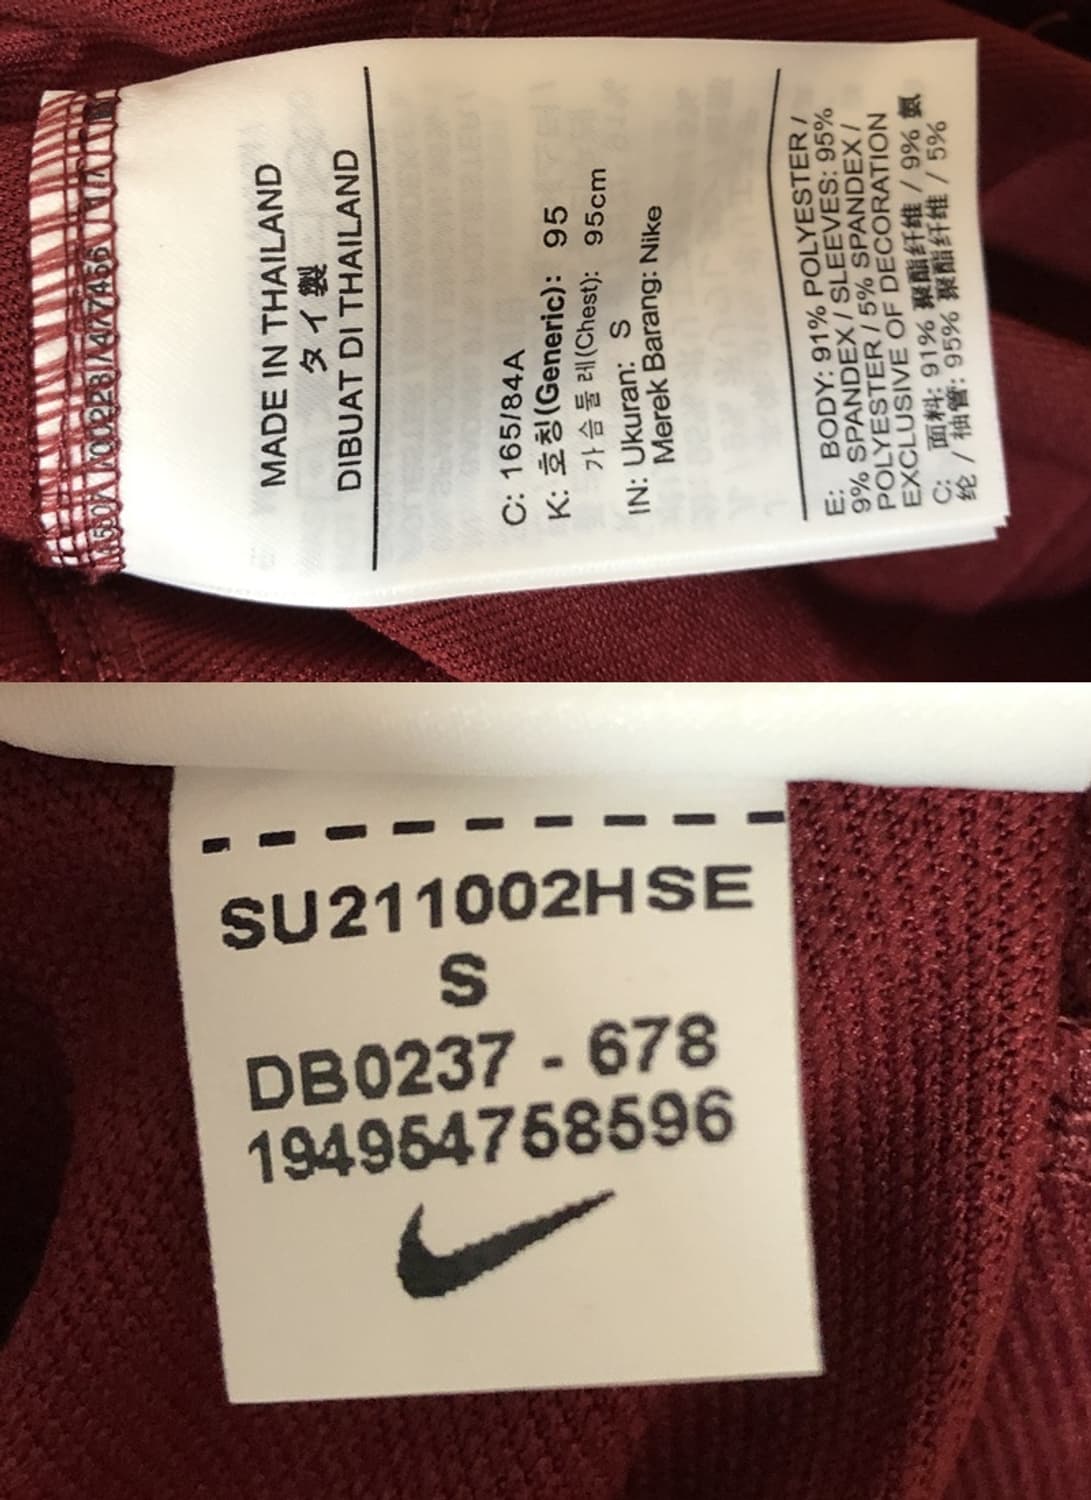 MADE IN THAILAND
タイ製
DIBUAT DI THAILAND
C: 165/84A
K: 호칭(Generic): 95
가슴둘레(Chest): 95cm
IN: Ukuran: S
Merek Barang: Nike
E: BODY: 91% POLYESTER /
9% SPANDEX / SLEEVES: 95%
POLYESTER / 5% SPANDEX /
EXCLUSIVE OF DECORATION
C: 面料: 91% 聚酯纤维 / 9% 氨
纶 / 袖管: 95% 聚酯纤维 / 5%
SU211002HSE
S
DB0237 - 678
194954758596